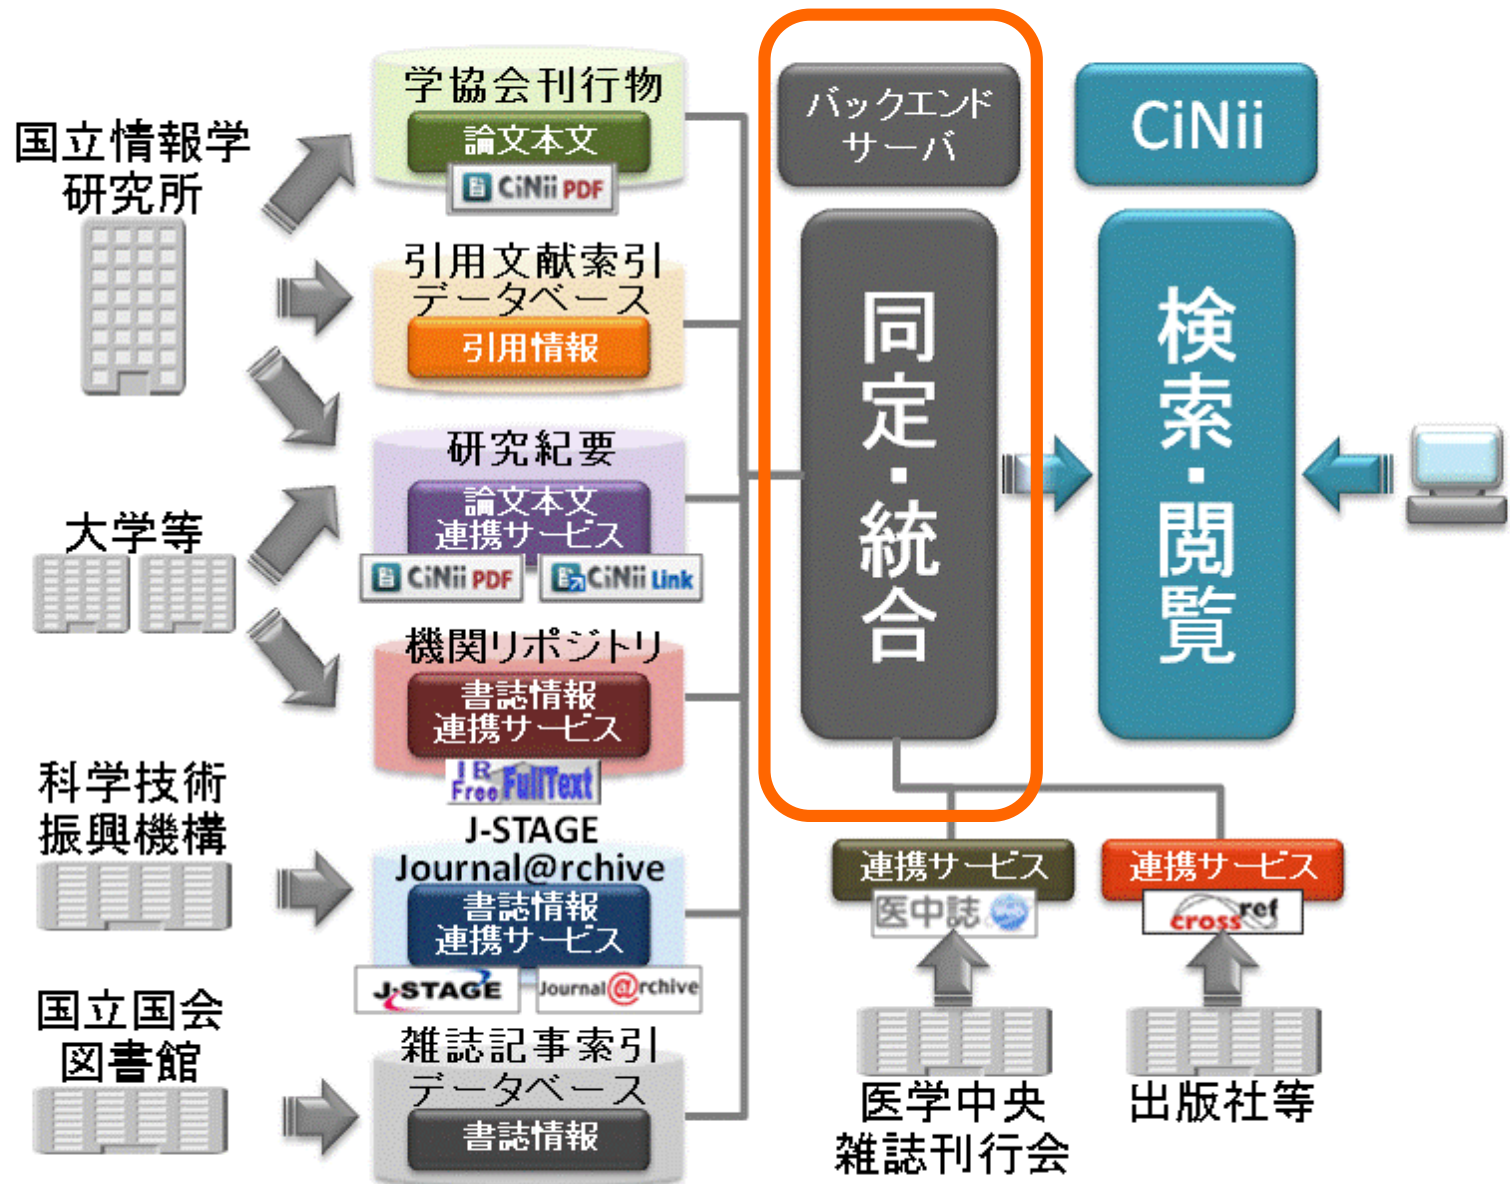 国立情報学
研究所
大学等
科学技術
振興機構
国立国会
図書館
学協会刊行物
論文本文
CiNii PDF
引用文献索引
データベース
引用情報
研究紀要
論文本文
連携サービス
CiNii PDF
CiNii Link
機関リポジトリ
書誌情報
連携サービス
IR
Free FullText
J-STAGE
Journal@rchive
書誌情報
連携サービス
J-STAGE
Journal@rchive
雑誌記事索引
データベース
書誌情報
バックエンド
サーバ
同定・統合
CiNii
検索・閲覧
連携サービス
医中誌
医学中央
雑誌刊行会
連携サービス
crossref
出版社等